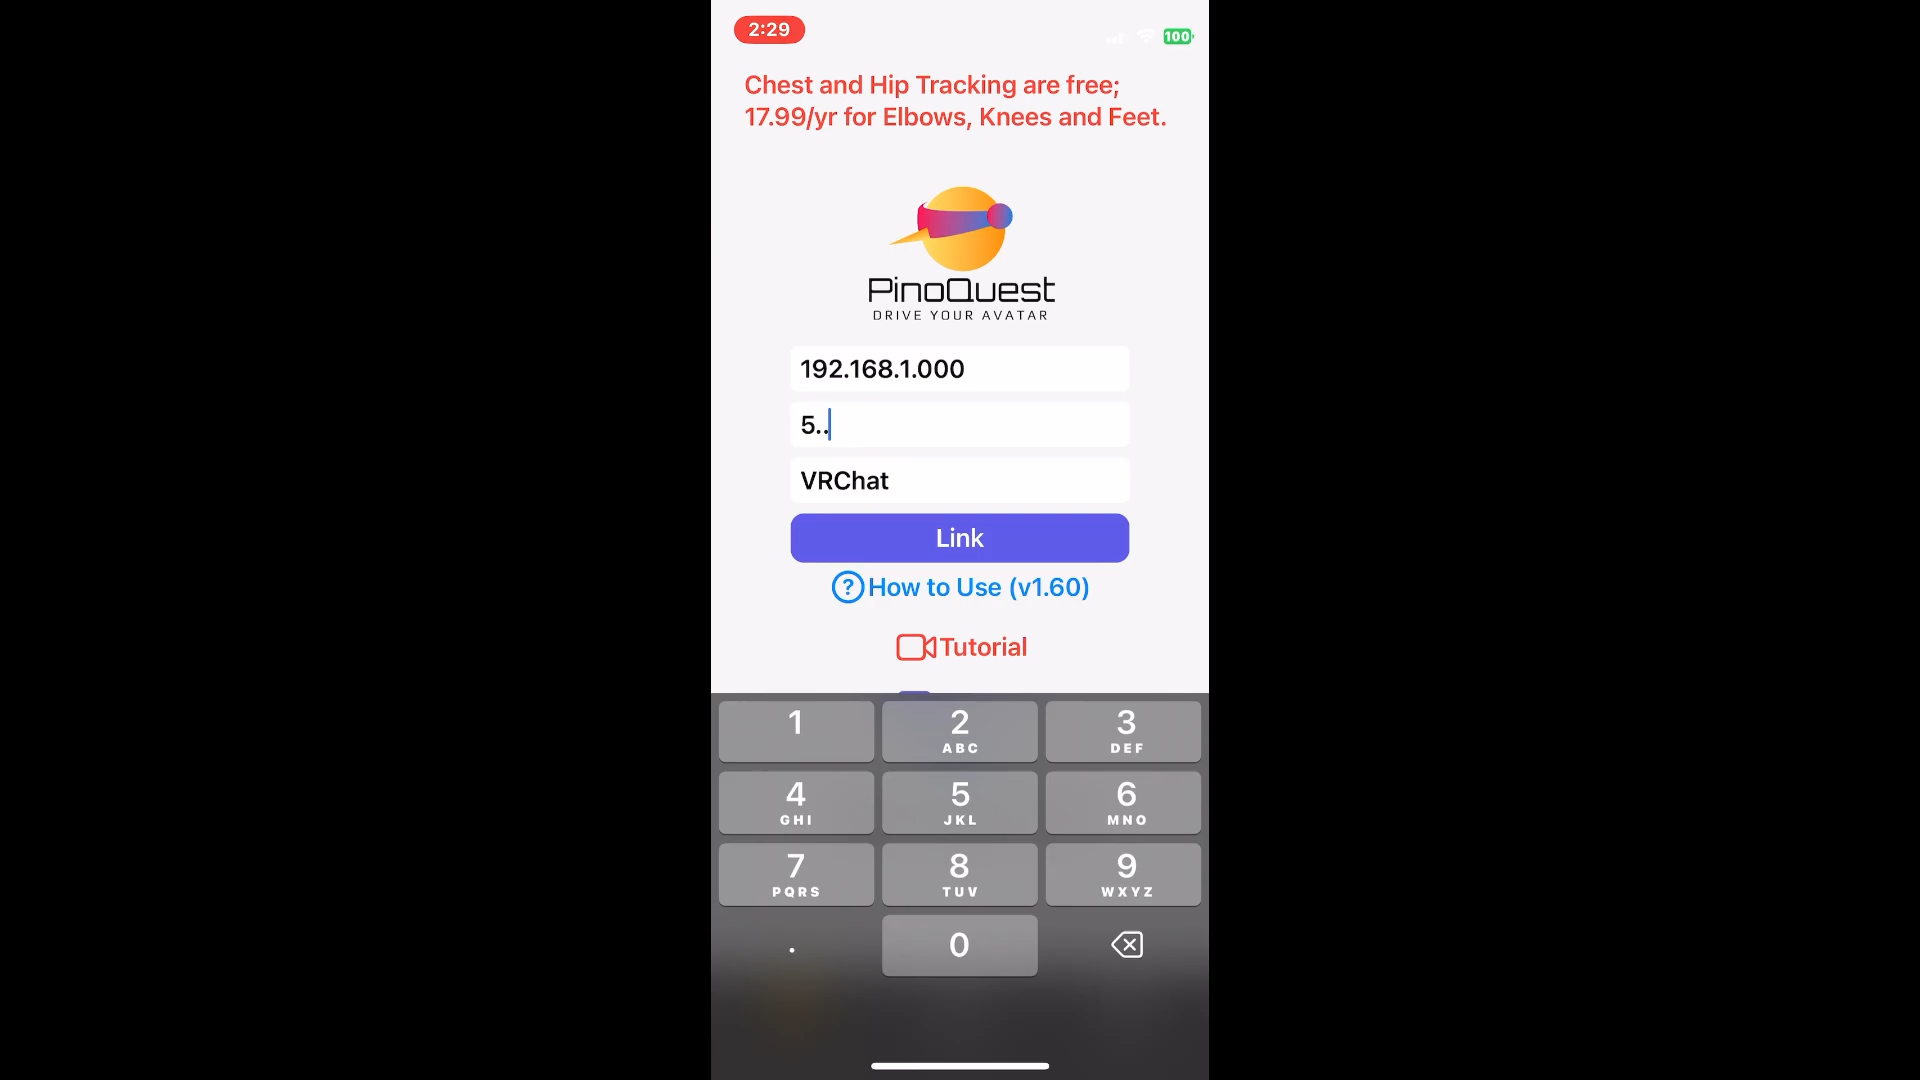 2:29
100
Chest and Hip Tracking are free;
17.99/yr for Elbows, Knees and Feet.
PinoQuest
DRIVE YOUR AVATAR
192.168.1.000
5..
VRChat
Link
? How to Use (v1.60)
Tutorial
1
2
ABC
3
DEF
4
GHI
5
JKL
6
MNO
7
PQRS
8
TUV
9
WXYZ
.
0